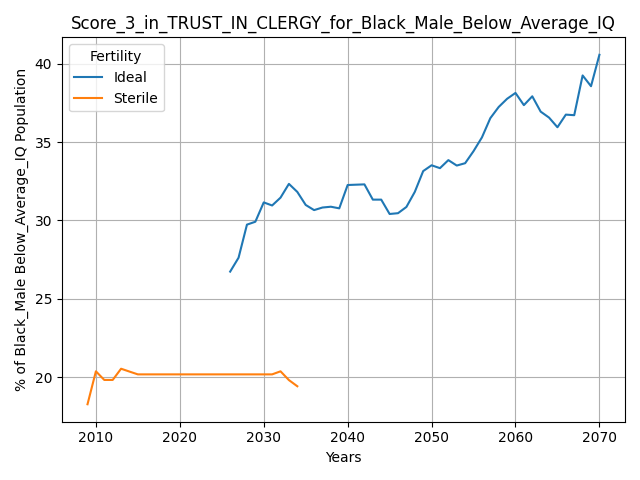 Score_3_in_TRUST_IN_CLERGY_for_Black_Male_Below_Average_IQ
Fertility
Ideal
Sterile
% of Black_Male Below_Average_IQ Population
40
35
30
25
20
2010 2020 2030 2040 2050 2060 2070
Years